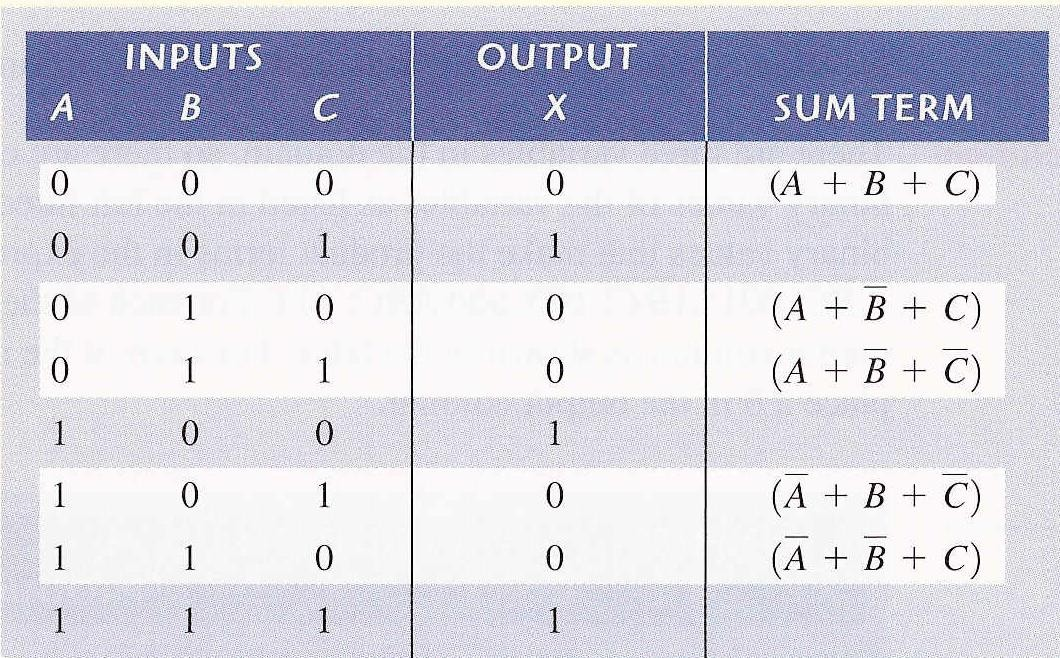 INPUTS OUTPUT
A B C X SUM TERM
0 0 0 0 (A + B + C)
0 0 1 1
0 1 0 0 (A + B̅ + C)
0 1 1 0 (A + B̅ + C̅)
1 0 0 1
1 0 1 0 (A̅ + B + C̅)
1 1 0 0 (A̅ + B̅ + C)
1 1 1 1